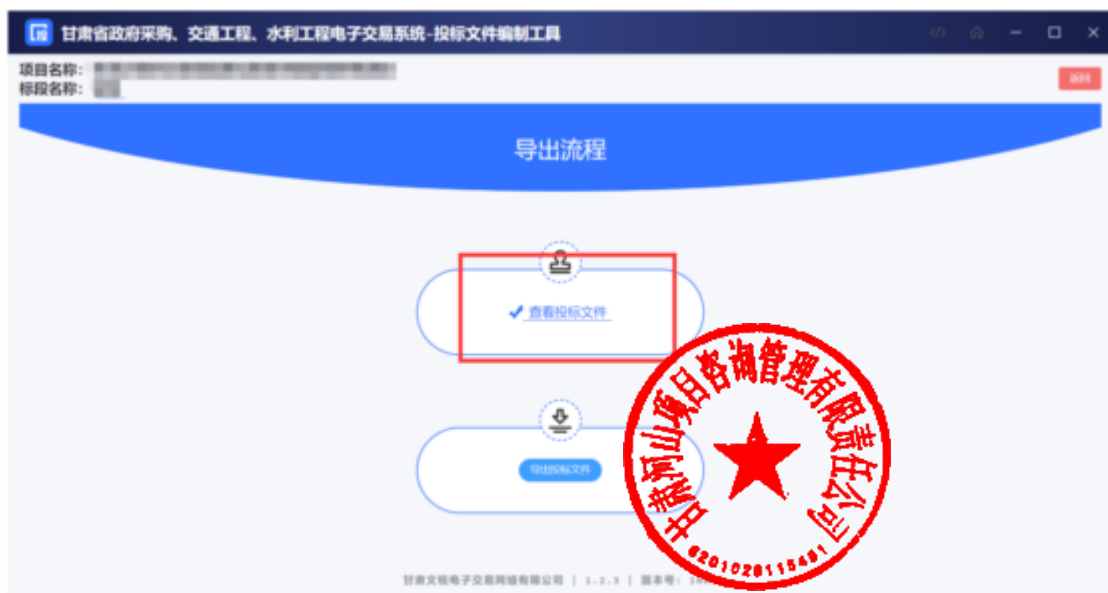 甘肃省政府采购、交通工程、水利工程电子交易系统-投标文件编制工具
项目名称：
返回
标段名称：
导出流程
查看投标文件
导出投标文件
甘肃河山项目咨询管理有限责任公司
6201028115431
甘肃文锐电子交易网络有限公司 | 1.2.3 | 版本号：